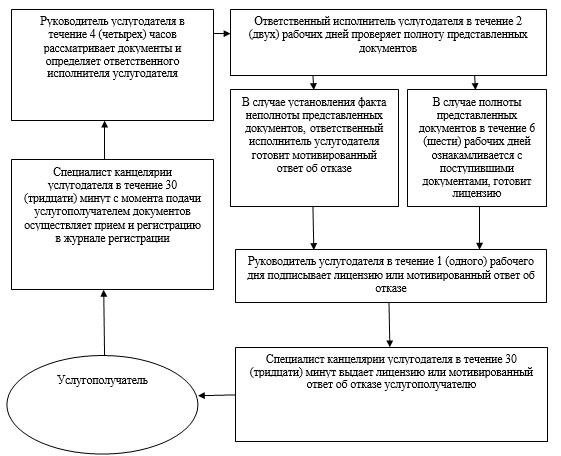 Руководитель услугодателя в
течение 4 (четырех) часов
рассматривает документы и
определяет ответственного
исполнителя услугодателя
Ответственный исполнитель услугодателя в течение 2
(двух) рабочих дней проверяет полноту представленных
документов
В случае установления факта
неполноты представленных
документов, ответственный
исполнитель услугодателя
готовит мотивированный
ответ об отказе
В случае полноты
представленных
документов в течение 6
(шести) рабочих дней
ознакамливается с
поступившими
документами, готовит
лицензию
Специалист канцелярии
услугодателя в течение 30
(тридцати) минут с момента подачи
услугополучателем документов
осуществляет прием и регистрацию
в журнале регистрации
Руководитель услугодателя в течение 1 (одного) рабочего
дня подписывает лицензию или мотивированный ответ об
отказе
Специалист канцелярии услугодателя в течение 30
(тридцати) минут выдает лицензию или мотивированный
ответ об отказе услугополучателю
Услугополучатель